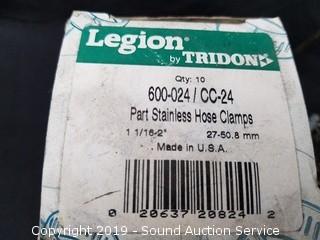 Legion®
by TRIDON
Qty: 10
600-024 / CC-24
Part Stainless Hose Clamps
1 1/16-2" 27-50.8 mm
Made in U.S.A.
0 20637 20824 2
Copyright 2019 - Sound Auction Service